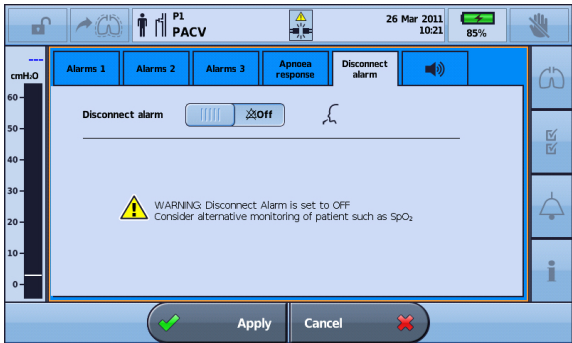 P1
PACV
26 Mar 2011
10:21
85%
---
cmH₂O
Alarms 1
Alarms 2
Alarms 3
Apnoea
response
Disconnect
alarm
60
50
40
30
20
10
0
Disconnect alarm
Off
WARNING: Disconnect Alarm is set to OFF
Consider alternative monitoring of patient such as SpO₂
Apply
Cancel